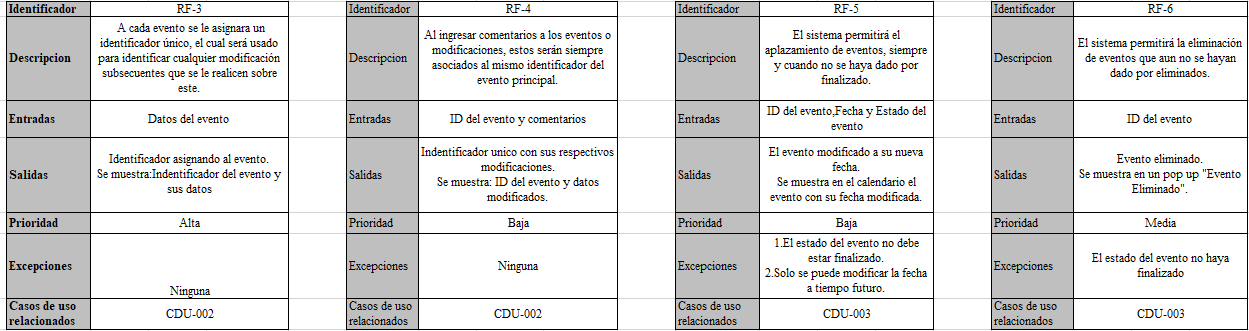 Identificador
RF-3
Descripcion
A cada evento se le asignara un
identificador único, el cual será usado
para identificar cualquier modificación
subsecuentes que se le realicen sobre
este.
Entradas
Datos del evento
Salidas
Identificador asignando al evento.
Se muestra:Indentificador del evento y
sus datos
Prioridad
Alta
Excepciones
Ninguna
Casos de uso
relacionados
CDU-002
Identificador
RF-4
Descripcion
Al ingresar comentarios a los eventos o
modificaciones, estos serán siempre
asociados al mismo identificador del
evento principal.
Entradas
ID del evento y comentarios
Salidas
Indentificador unico con sus respectivos
modificaciones.
Se muestra: ID del evento y datos
modificados.
Prioridad
Baja
Excepciones
Ninguna
Casos de uso
relacionados
CDU-002
Identificador
RF-5
Descripcion
El sistema permitirá el
aplazamiento de eventos, siempre
y cuando no se haya dado por
finalizado.
Entradas
ID del evento,Fecha y Estado del
evento
Salidas
El evento modificado a su nueva
fecha.
Se muestra en el calendario el
evento con su fecha modificada.
Prioridad
Baja
Excepciones
1.El estado del evento no debe
estar finalizado.
2.Solo se puede modificar la fecha
a tiempo futuro.
Casos de uso
relacionados
CDU-003
Identificador
RF-6
Descripcion
El sistema permitirá la eliminación
de eventos que aun no se hayan
dado por eliminados.
Entradas
ID del evento
Salidas
Evento eliminado.
Se muestra en un pop up "Evento
Eliminado".
Prioridad
Media
Excepciones
El estado del evento no haya
finalizado
Casos de uso
relacionados
CDU-003